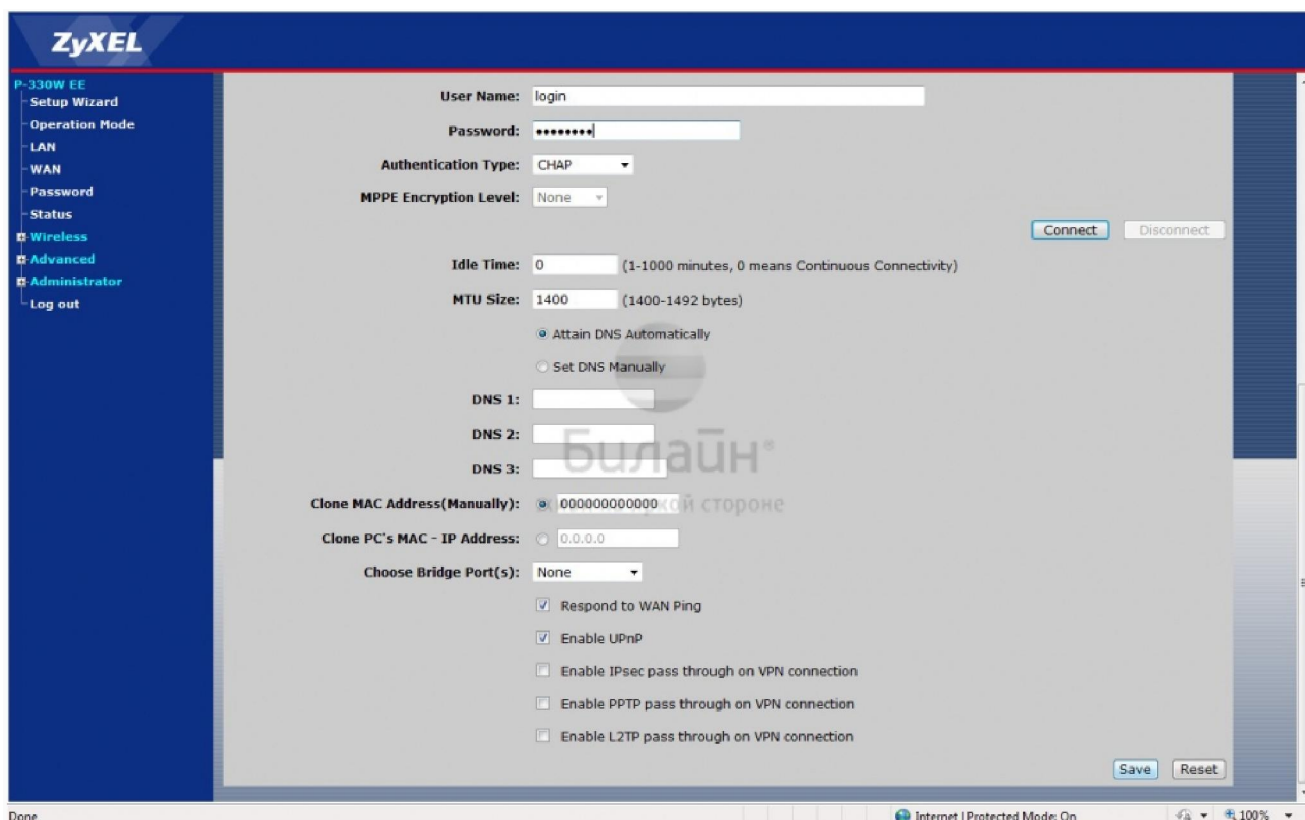 ZyXEL
P-330W EE
Setup Wizard
Operation Mode
LAN
WAN
Password
Status
Wireless
Advanced
Administrator
Log out
User Name: login
Password: ••••••••
Authentication Type: CHAP
MPPE Encryption Level: None
Connect Disconnect
Idle Time: 0 (1-1000 minutes, 0 means Continuous Connectivity)
MTU Size: 1400 (1400-1492 bytes)
Attain DNS Automatically
Set DNS Manually
DNS 1:
DNS 2:
Билайн®
DNS 3:
Clone MAC Address(Manually): 000000000000
стороне
Clone PC's MAC - IP Address: 0.0.0.0
Choose Bridge Port(s): None
Respond to WAN Ping
Enable UPnP
Enable IPsec pass through on VPN connection
Enable PPTP pass through on VPN connection
Enable L2TP pass through on VPN connection
Save Reset
Done Internet | Protected Mode: On 100%